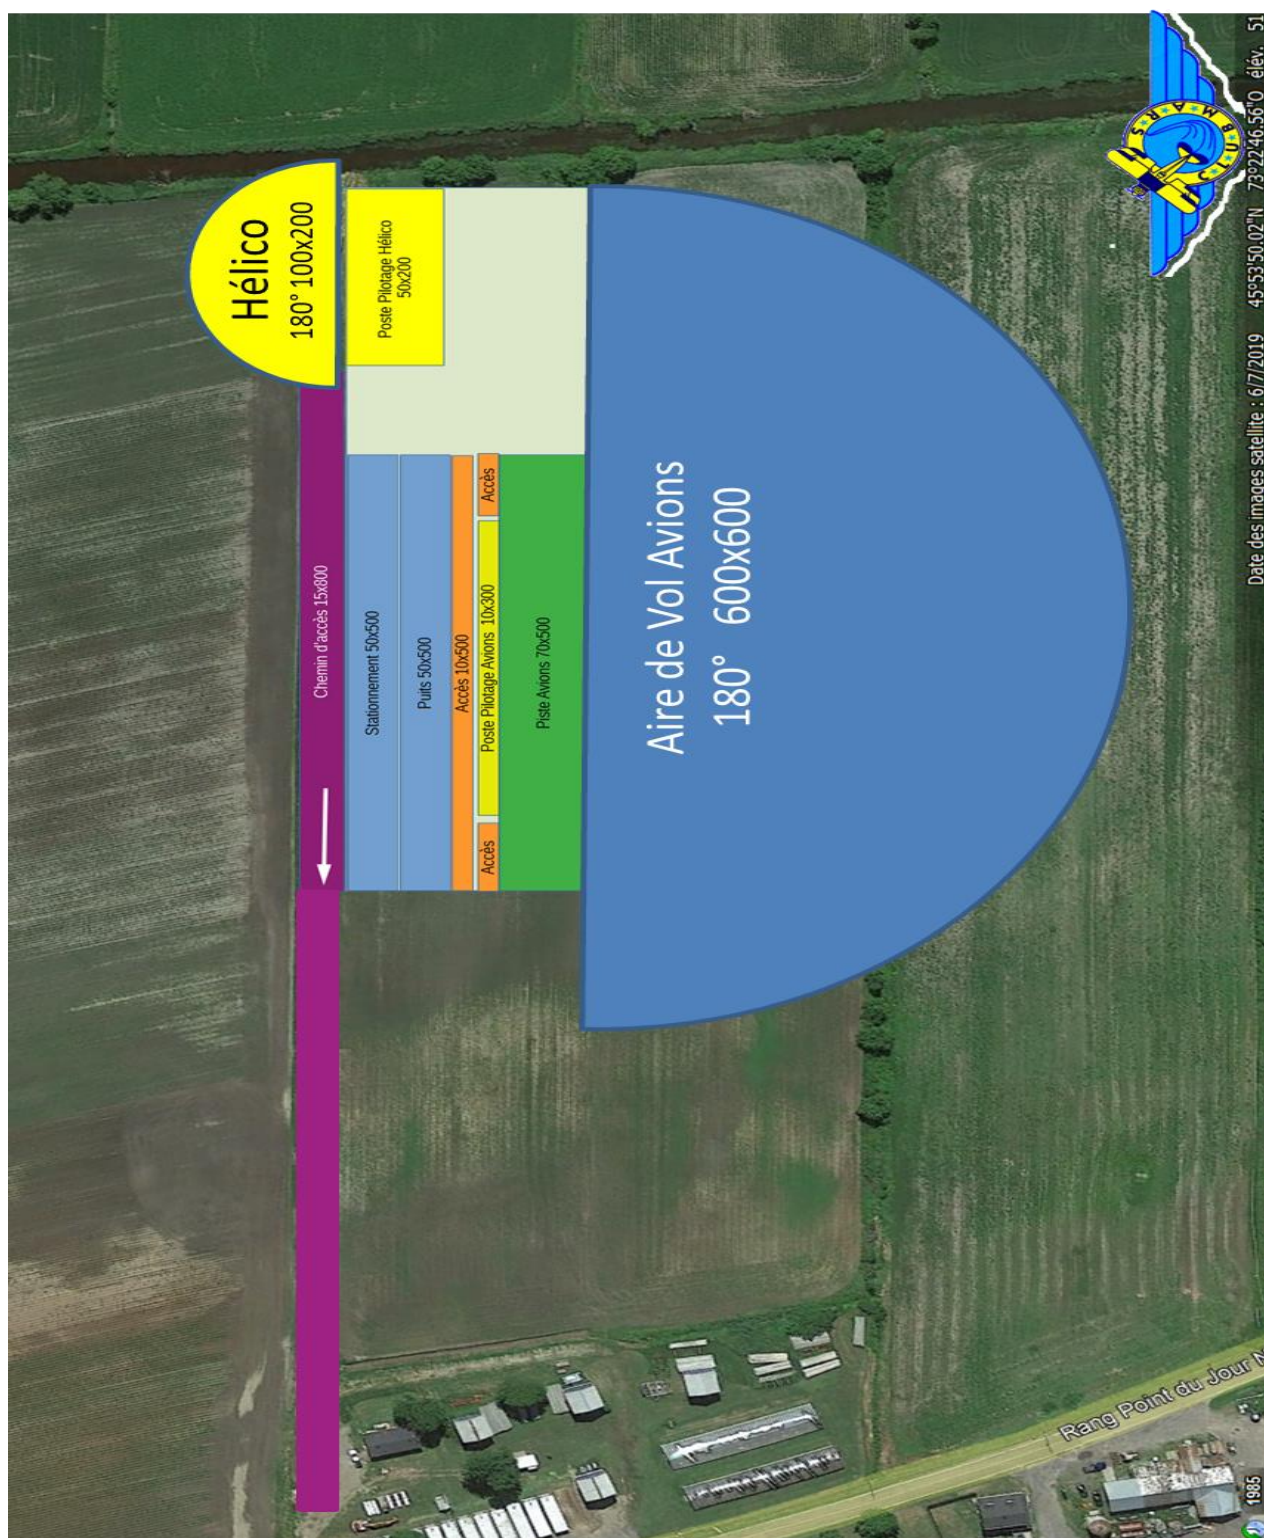 Hélico
180° 100x200
Poste Pilotage Hélico
50x200
Chemin d'accès 15x800
Stationnement 50x500
Puits 50x500
Accès 10x500
Accès
Poste Pilotage Avions 10x300
Accès
Piste Avions 70x500
Aire de Vol Avions
180° 600x600
CLUB MARS
Rang Point du Jour N
1985
Date des images satellite : 6/7/2019 45°53'50.02"N 73°22'46.56"O élév. 51